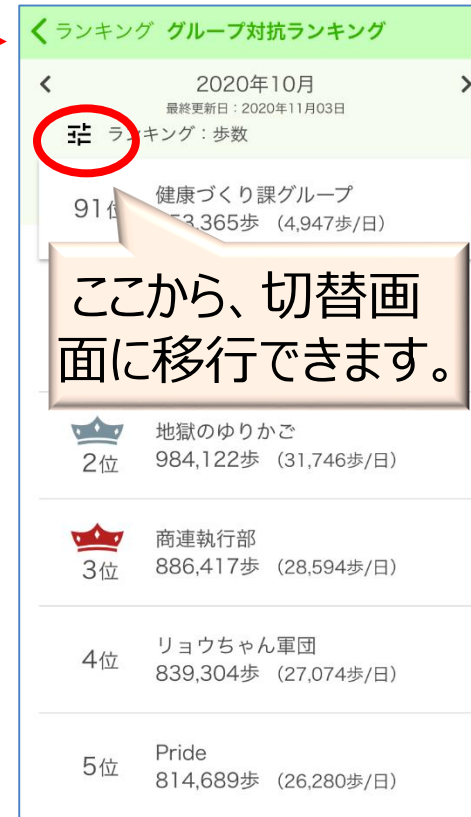 ランキング グループ対抗ランキング
2020年10月
最終更新日：2020年11月03日
ランキング：歩数
91位 健康づくり課グループ
53,365歩 (4,947歩/日)
ここから、切替画
面に移行できます。
地獄のゆりかご
2位 984,122歩 (31,746歩/日)
商連執行部
3位 886,417歩 (28,594歩/日)
リョウちゃん軍団
4位 839,304歩 (27,074歩/日)
Pride
5位 814,689歩 (26,280歩/日)